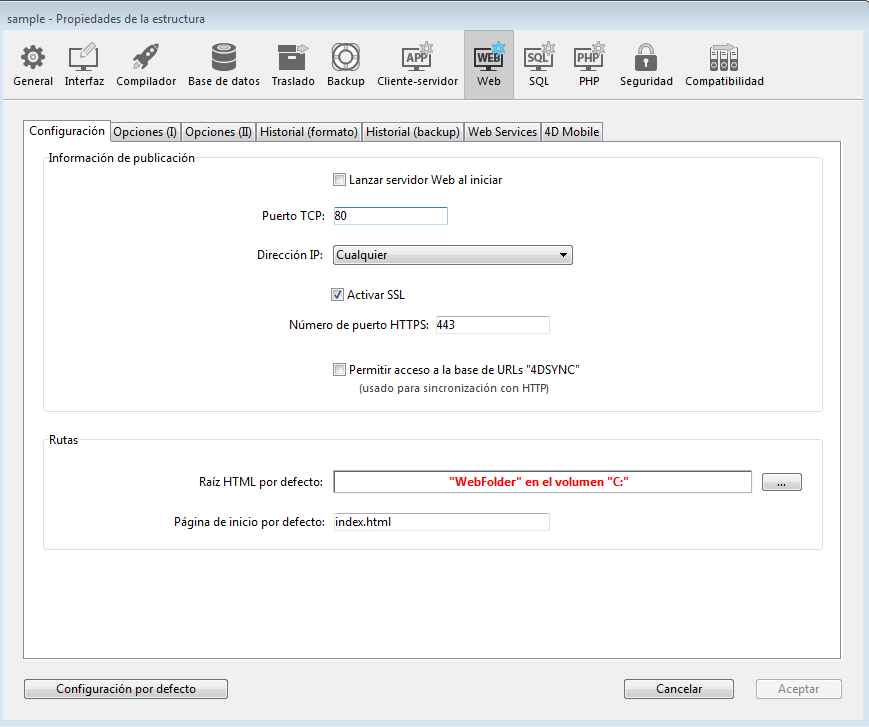 sample - Propiedades de la estructura
APP WEB SQL PHP
General Interfaz Compilador Base de datos Traslado Backup Cliente-servidor Web SQL PHP Seguridad Compatibilidad
Configuración Opciones (I) Opciones (II) Historial (formato) Historial (backup) Web Services 4D Mobile
Información de publicación
Lanzar servidor Web al iniciar
Puerto TCP: 80
Dirección IP: Cualquier
Activar SSL
Número de puerto HTTPS: 443
Permitir acceso a la base de URLs "4DSYNC"
(usado para sincronización con HTTP)
Rutas
Raíz HTML por defecto: "WebFolder" en el volumen "C:" ...
Página de inicio por defecto: index.html
Configuración por defecto Cancelar Aceptar